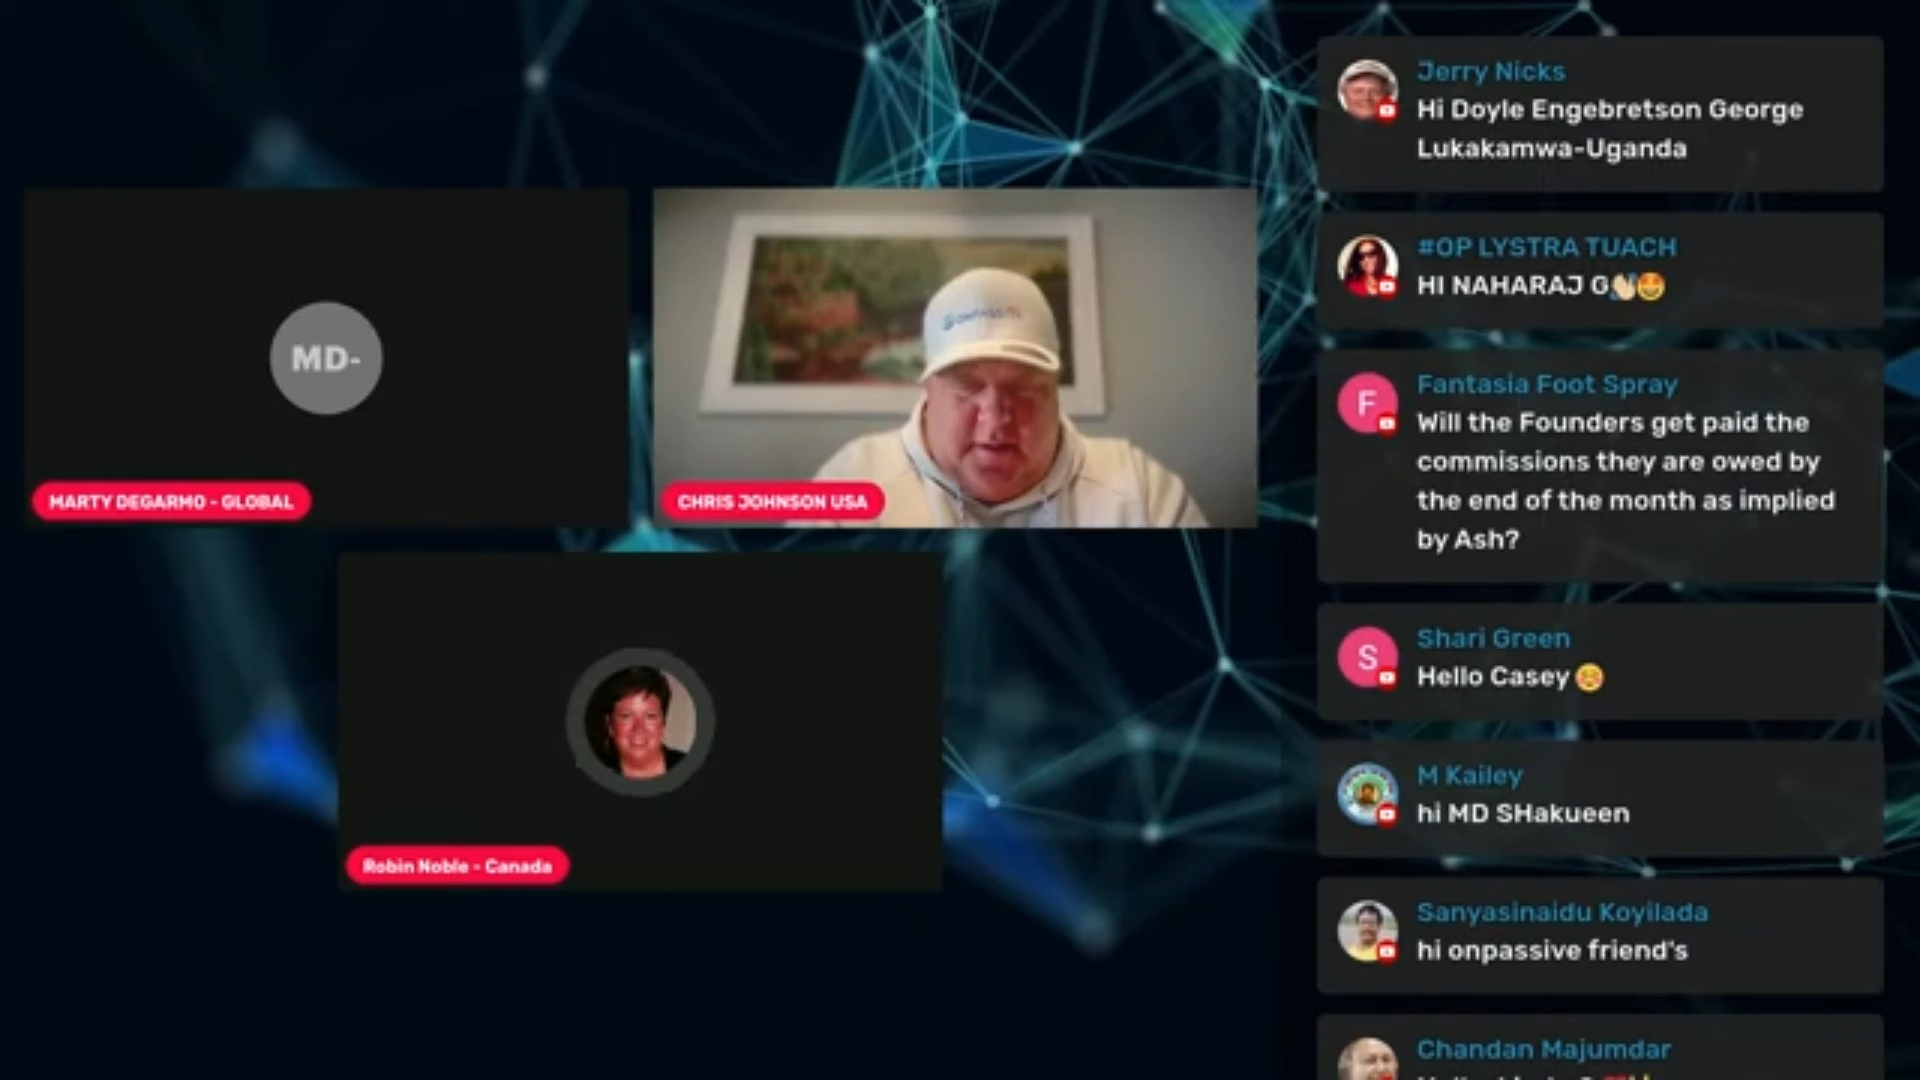 MD-
MARTY DEGARMO - GLOBAL
CHRIS JOHNSON USA
Robin Noble - Canada
Jerry Nicks
Hi Doyle Engebretson George
Lukakamwa-Uganda
#OP LYSTRA TUACH
HI NAHARAJ G👋🏻🤩
F
Fantasia Foot Spray
Will the Founders get paid the
commissions they are owed by
the end of the month as implied
by Ash?
S
Shari Green
Hello Casey
M Kailey
hi MD SHakueen
Sanyasinaidu Koyilada
hi onpassive friend's
Chandan Majumdar